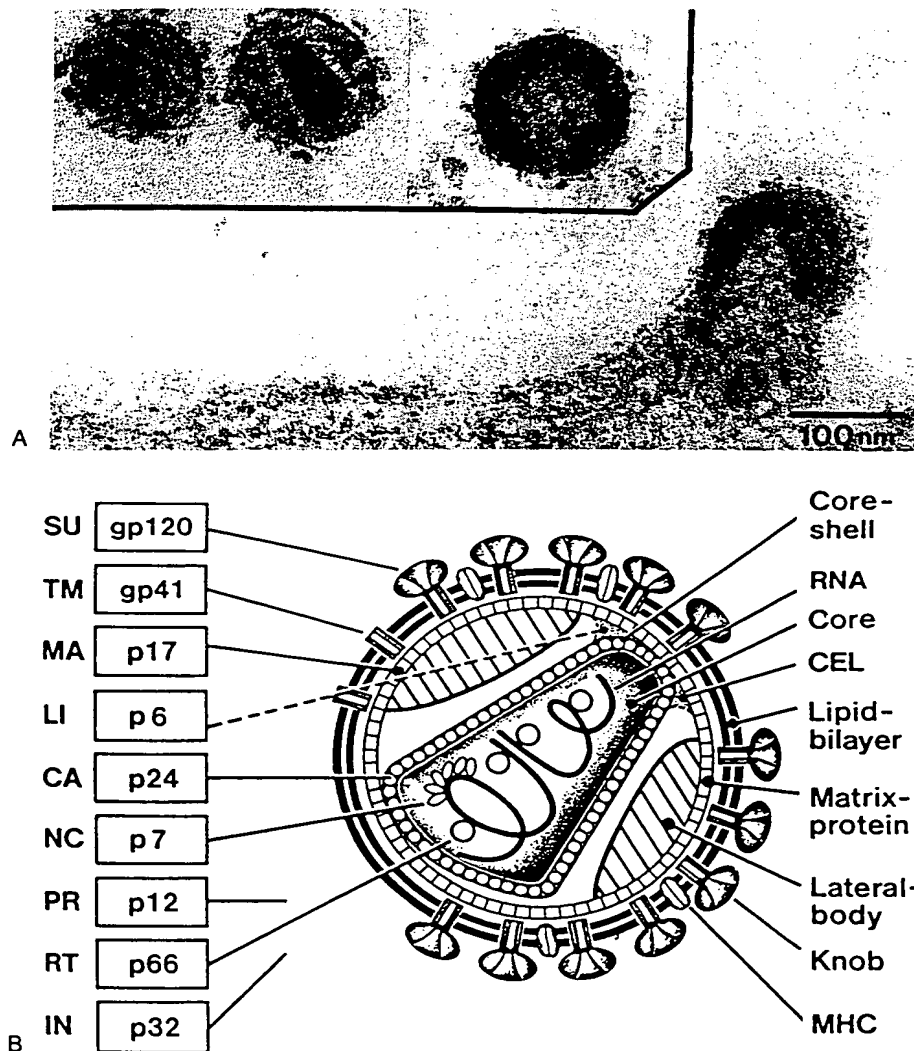 100nm
A
SU gp120
TM gp41
MA p17
LI p6
CA p24
NC p7
PR p12
RT p66
IN p32
Core-
shell
RNA
Core
CEL
Lipid-
bilayer
Matrix-
protein
Lateral-
body
Knob
MHC
B